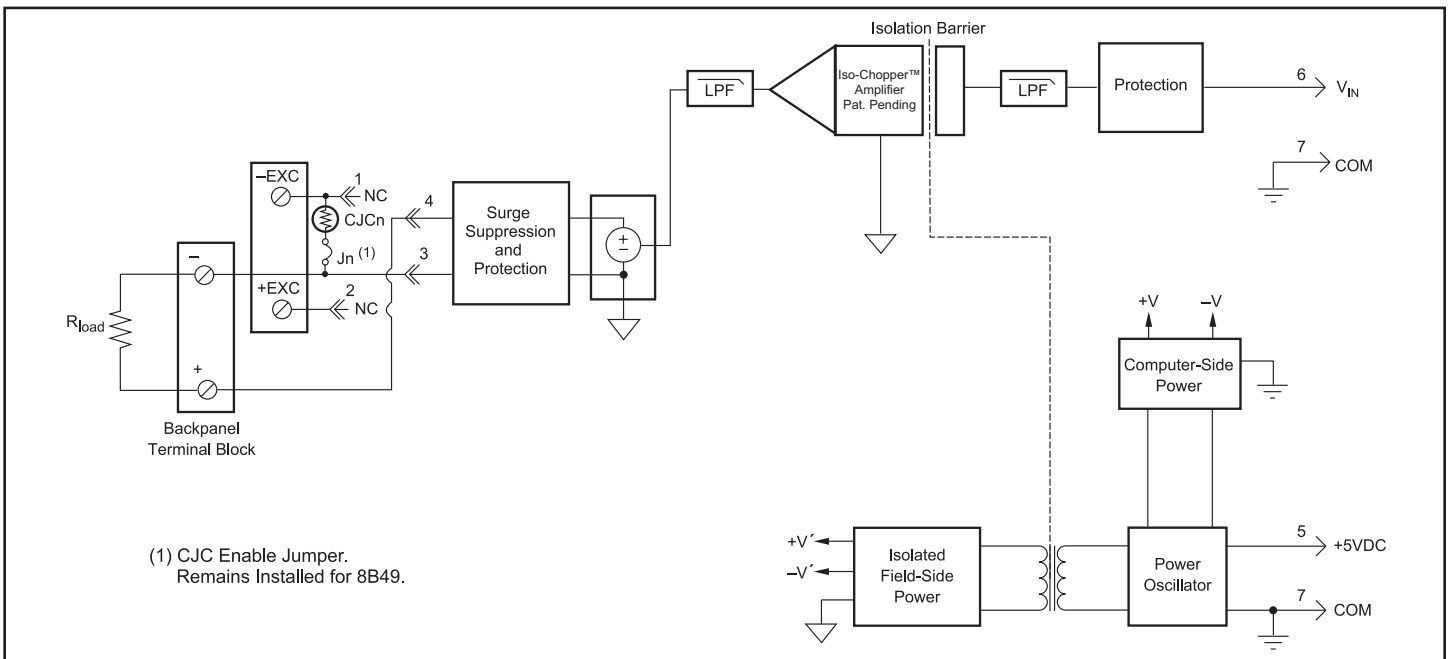 Isolation Barrier
LPF
Iso-Chopper™
Amplifier
Pat. Pending
LPF
Protection
6
VIN
7
COM
–EXC
1
NC
CJCn
Jn (1)
4
3
+EXC
2
NC
Surge
Suppression
and
Protection
+
–
–
Rload
+
Backpanel
Terminal Block
+V
–V
Computer-Side
Power
(1) CJC Enable Jumper.
Remains Installed for 8B49.
+V´
–V´
Isolated
Field-Side
Power
Power
Oscillator
5
+5VDC
7
COM